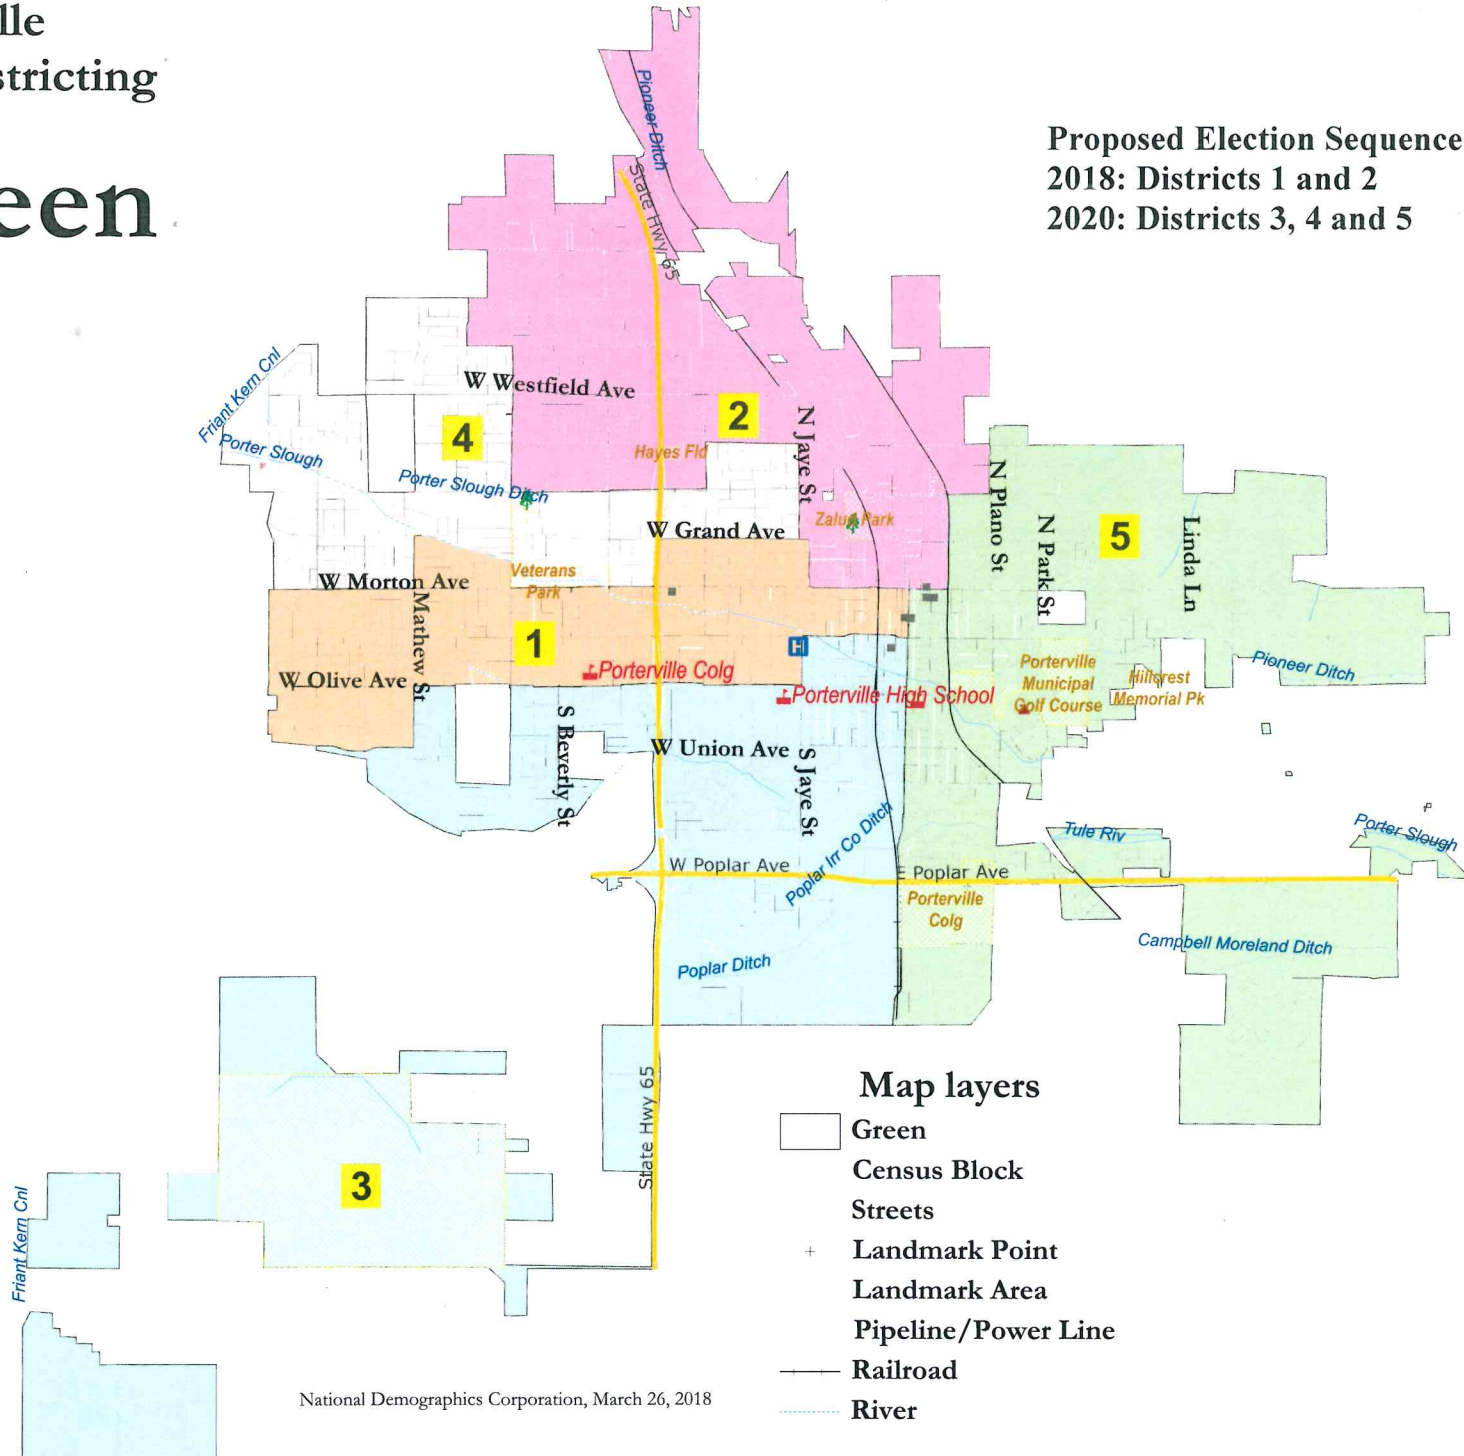 lle
stricting
een
Proposed Election Sequence
2018: Districts 1 and 2
2020: Districts 3, 4 and 5
Pioneer Ditch
State Hwy 65
Friant Kern Cnl
W Westfield Ave
2
4
N Jaye St
Hayes Fld
Porter Slough
Porter Slough Ditch
N Plano St
W Grand Ave
Zalud Park
N Park St
5
Linda Ln
W Morton Ave
Veterans
Park
Mathew St
1
H
Porterville Colg
W Olive Ave
Porterville High School
Porterville
Municipal
Golf Course
Hillcrest
Memorial Pk
Pioneer Ditch
S Beverly St
W Union Ave
S Jaye St
Poplar Irr Co Ditch
Tule Riv
Porter Slough
W Poplar Ave
E Poplar Ave
Porterville
Colg
Campbell Moreland Ditch
Poplar Ditch
State Hwy 65
3
Friant Kern Cnl
Map layers
Green
Census Block
Streets
Landmark Point
Landmark Area
Pipeline/Power Line
Railroad
River
National Demographics Corporation, March 26, 2018